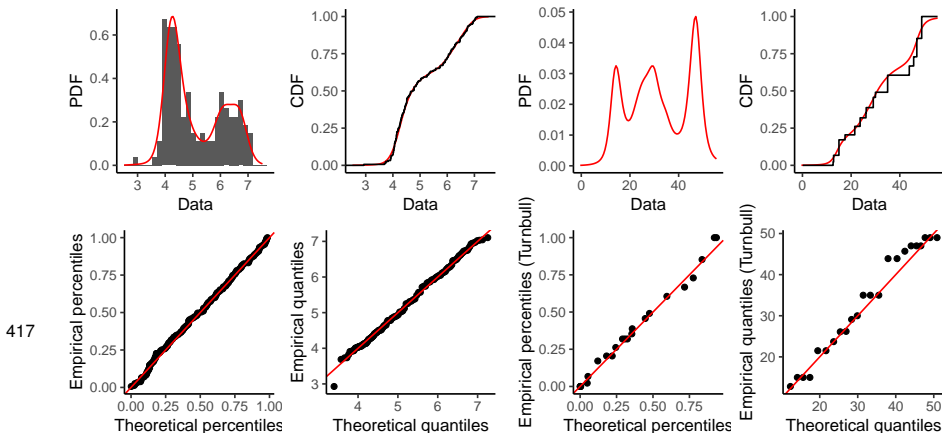 0.6
0.4
0.2
0.0
PDF
3 4 5 6 7
Data
1.00
0.75
0.50
0.25
0.00
CDF
3 4 5 6 7
Data
0.05
0.04
0.03
0.02
0.01
0.00
PDF
0 20 40
Data
1.00
0.75
0.50
0.25
0.00
CDF
0 20 40
Data
417
1.00
0.75
0.50
0.25
0.00
Empirical percentiles
0.00 0.25 0.50 0.75 1.00
Theoretical percentiles
7
6
5
4
3
Empirical quantiles
4 5 6 7
Theoretical quantiles
1.00
0.75
0.50
0.25
0.00
Empirical percentiles (Turnbull)
0.00 0.25 0.50 0.75
Theoretical percentiles
50
40
30
20
Empirical quantiles (Turnbull)
20 30 40 50
Theoretical quantiles